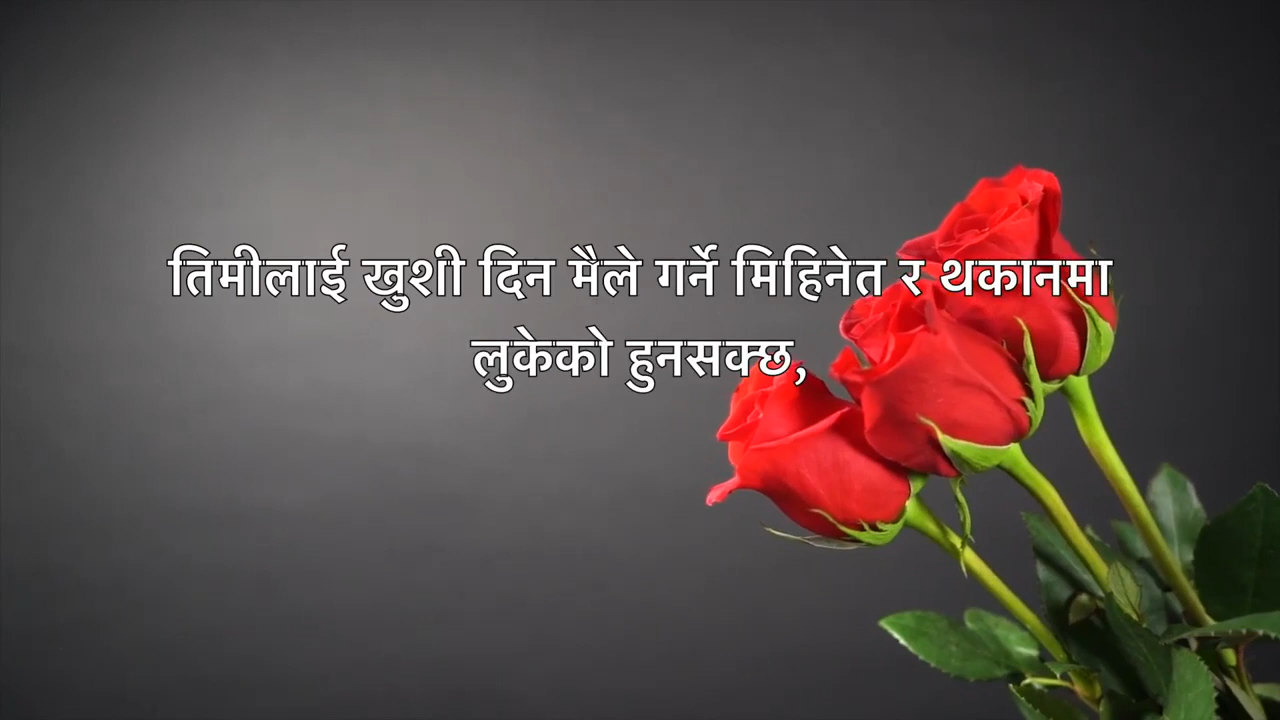 तिमीलाई खुशी दिन मैले गर्ने मिहिनेत र थकानमा
लुकेको हुनसक्छ,